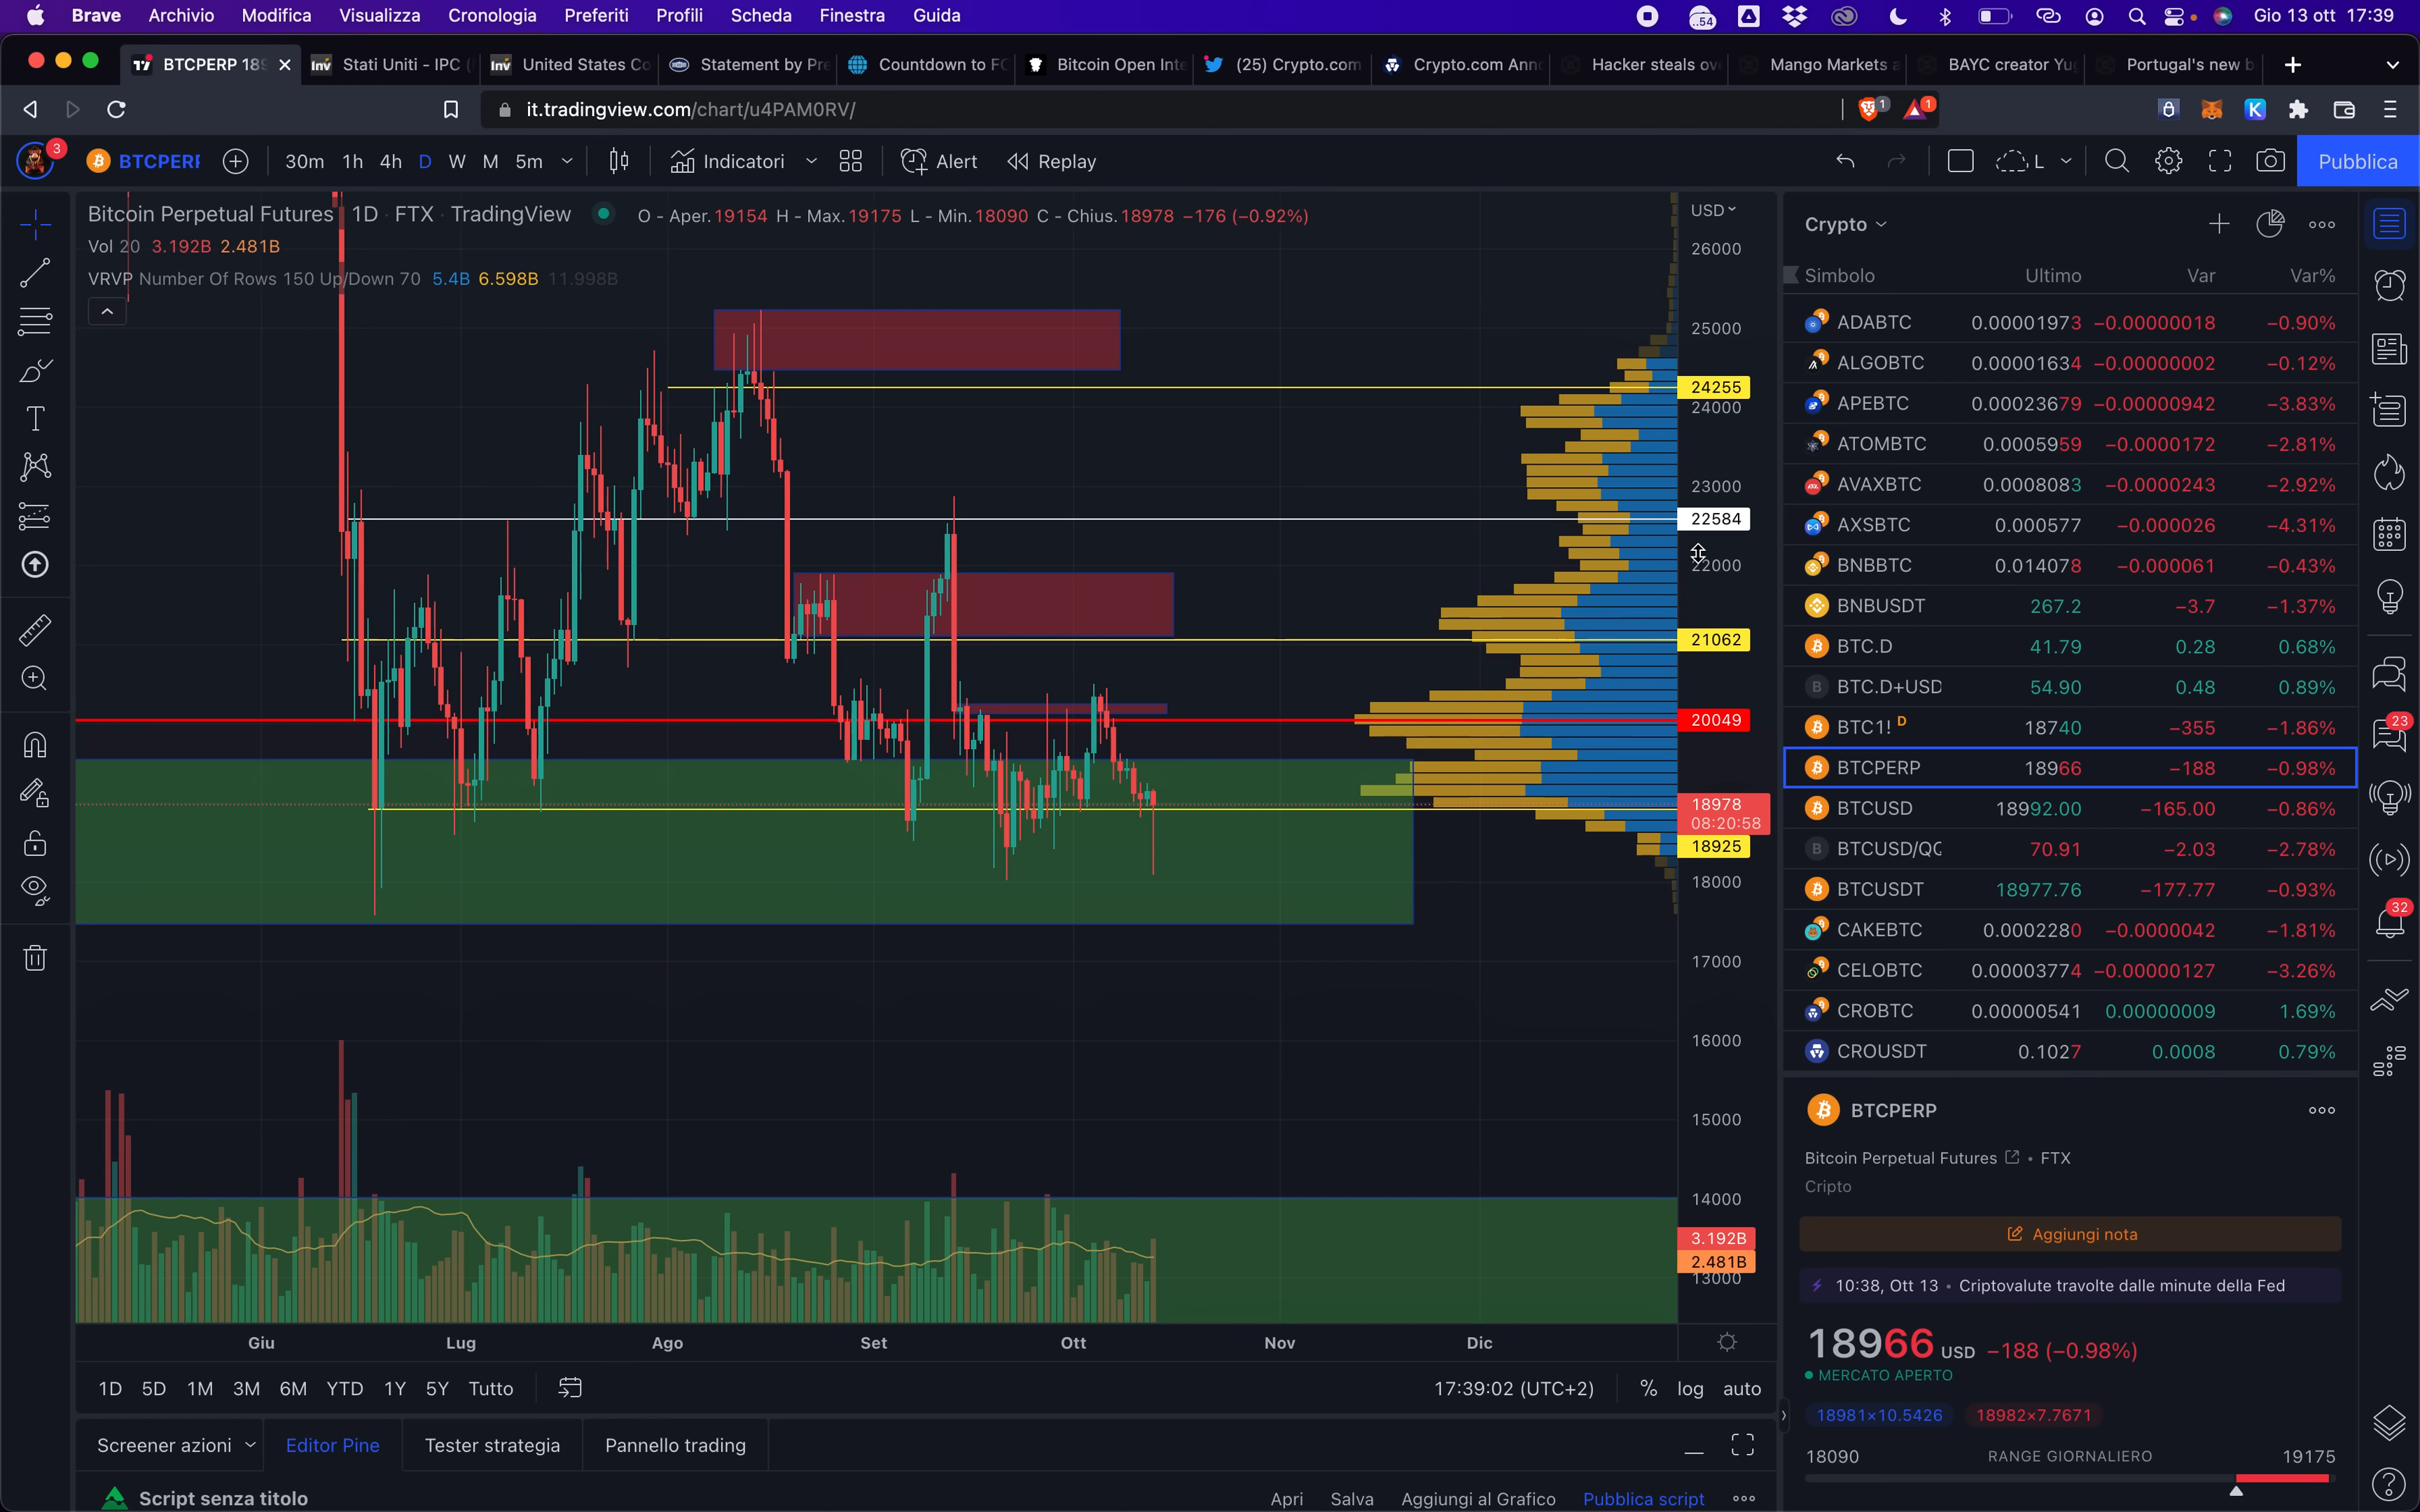 Brave Archivio Modifica Visualizza Cronologia Preferiti Profili Scheda Finestra Guida ..54 Gio 13 ott 17:39
BTCPERP 189 Stati Uniti - IPC ( United States Co Statement by Pre Countdown to FO Bitcoin Open Inte (25) Crypto.com Crypto.com Anno Hacker steals ov Mango Markets a BAYC creator Yug Portugal's new b
it.tradingview.com/chart/u4PAM0RV/ 1 1
3 BTCPERP 30m 1h 4h D W M 5m Indicatori Alert Replay L Pubblica
Bitcoin Perpetual Futures 1D FTX TradingView O - Aper.19154 H - Max.19175 L - Min.18090 C - Chius.18978 −176 (−0.92%)
Vol 20 3.192B 2.481B
VRVP Number Of Rows 150 Up/Down 70 5.4B 6.598B 11.998B
USD
26000
25000
24255
24000
23000
22584
22000
21062
20049
18978
08:20:58
18925
18000
17000
16000
15000
14000
3.192B
2.481B
13000
Giu Lug Ago Set Ott Nov Dic
1D 5D 1M 3M 6M YTD 1Y 5Y Tutto 17:39:02 (UTC+2) % log auto
Screener azioni Editor Pine Tester strategia Pannello trading
Script senza titolo Apri Salva Aggiungi al Grafico Pubblica script
Crypto
Simbolo Ultimo Var Var%
ADABTC 0.00001973 −0.00000018 −0.90%
ALGOBTC 0.00001634 −0.00000002 −0.12%
APEBTC 0.00023679 −0.00000942 −3.83%
ATOMBTC 0.0005959 −0.0000172 −2.81%
AVAXBTC 0.0008083 −0.0000243 −2.92%
AXSBTC 0.000577 −0.000026 −4.31%
BNBBTC 0.014078 −0.000061 −0.43%
BNBUSDT 267.2 −3.7 −1.37%
BTC.D 41.79 0.28 0.68%
BTC.D+USD 54.90 0.48 0.89%
BTC1! D 18740 −355 −1.86%
BTCPERP 18966 −188 −0.98%
BTCUSD 18992.00 −165.00 −0.86%
BTCUSD/QC 70.91 −2.03 −2.78%
BTCUSDT 18977.76 −177.77 −0.93%
CAKEBTC 0.0002280 −0.0000042 −1.81%
CELOBTC 0.00003774 −0.00000127 −3.26%
CROBTC 0.00000541 0.00000009 1.69%
CROUSDT 0.1027 0.0008 0.79%
BTCPERP
Bitcoin Perpetual Futures • FTX
Cripto
Aggiungi nota
10:38, Ott 13 • Criptovalute travolte dalle minute della Fed
18966 USD −188 (−0.98%)
MERCATO APERTO
18981×10.5426 18982×7.7671
18090 RANGE GIORNALIERO 19175
23
32